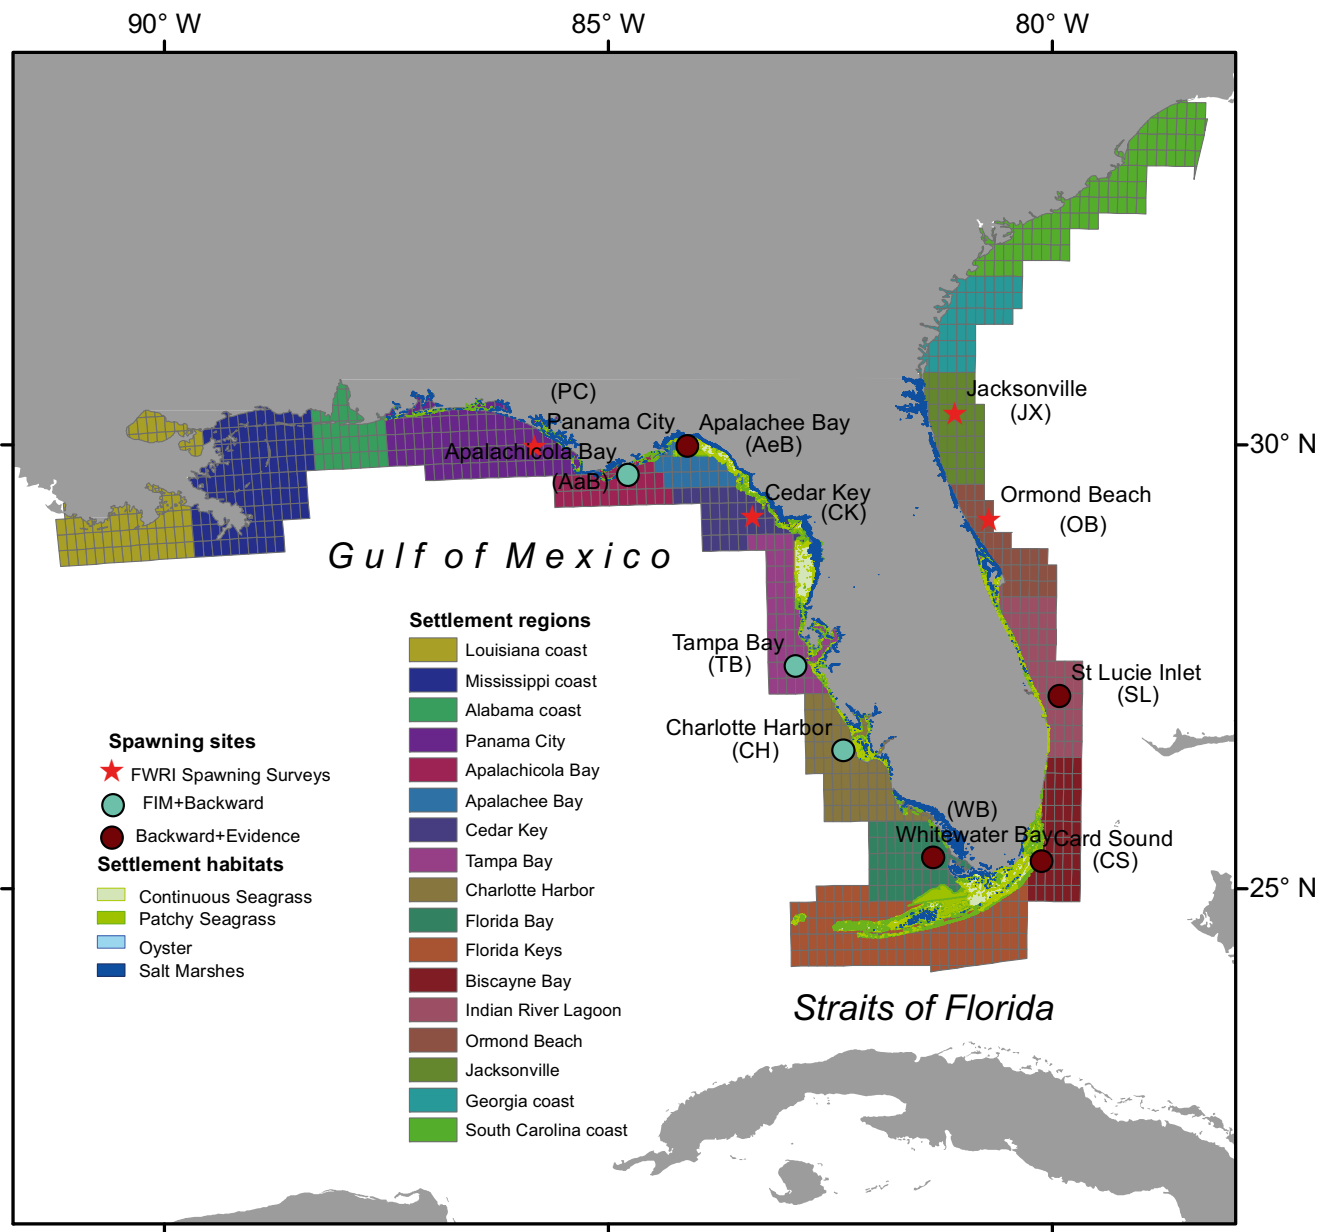 90° W
85° W
80° W
(PC)
Panama City
Apalachicola Bay
(AaB)
Apalachee Bay
(AeB)
Jacksonville
(JX)
30° N
Cedar Key
(CK)
Ormond Beach
(OB)
Gulf of Mexico
Tampa Bay
(TB)
St Lucie Inlet
(SL)
Charlotte Harbor
(CH)
(WB)
Whitewater Bay
Card Sound
(CS)
25° N
Straits of Florida
Spawning sites
FWRI Spawning Surveys
FIM+Backward
Backward+Evidence
Settlement habitats
Continuous Seagrass
Patchy Seagrass
Oyster
Salt Marshes
Settlement regions
Louisiana coast
Mississippi coast
Alabama coast
Panama City
Apalachicola Bay
Apalachee Bay
Cedar Key
Tampa Bay
Charlotte Harbor
Florida Bay
Florida Keys
Biscayne Bay
Indian River Lagoon
Ormond Beach
Jacksonville
Georgia coast
South Carolina coast